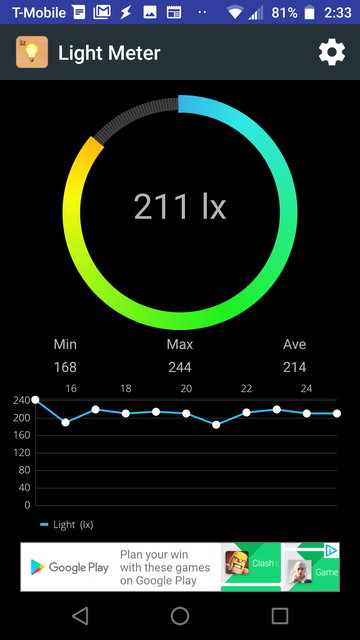 T-Mobile 81% 2:33
Light Meter
211 lx
Min Max Ave
168 244 214
16 18 20 22 24
240
200
160
120
80
40
0
Light (lx)
Google Play
Plan your win
with these games
on Google Play
Clash
Game